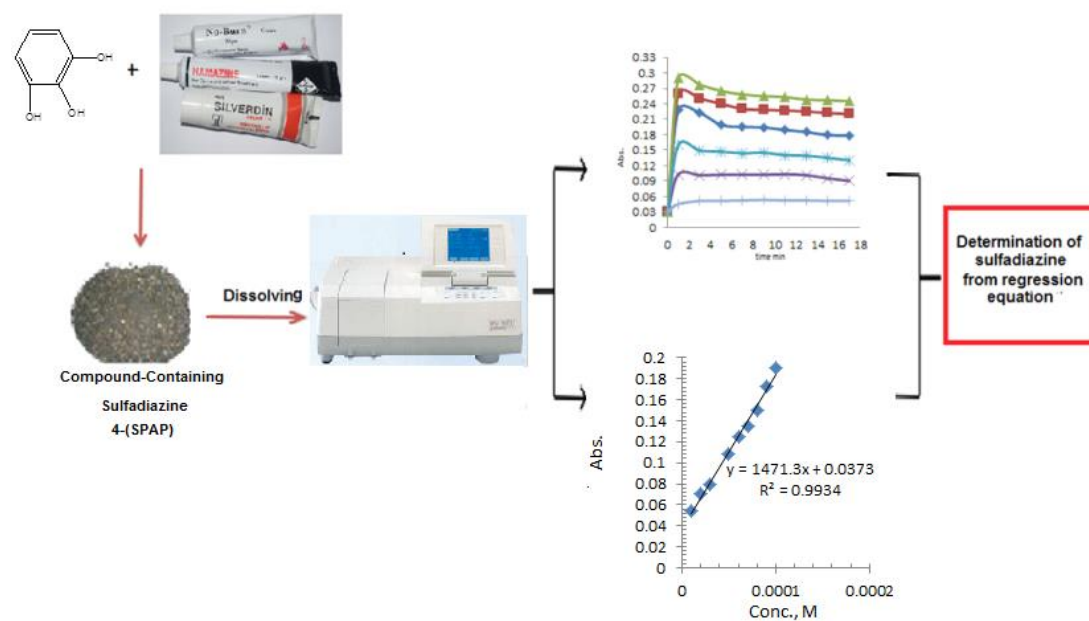 OH
OH
OH
+
No-Burn
HAMAZINE
SILVERDİN
Dissolving
Compound-Containing
Sulfadiazine
4-(SPAP)
0.33
0.3
0.27
0.24
0.21
0.18
0.15
0.12
0.09
0.06
0.03
0
Abs.
0 2 4 6 8 10 12 14 16 18
time min
0.2
0.18
0.16
0.14
0.12
0.1
0.08
0.06
0.04
0.02
0
Abs.
y = 1471.3x + 0.0373
R² = 0.9934
0 0.0001 0.0002
Conc., M
Determination of
sulfadiazine
from regression
equation